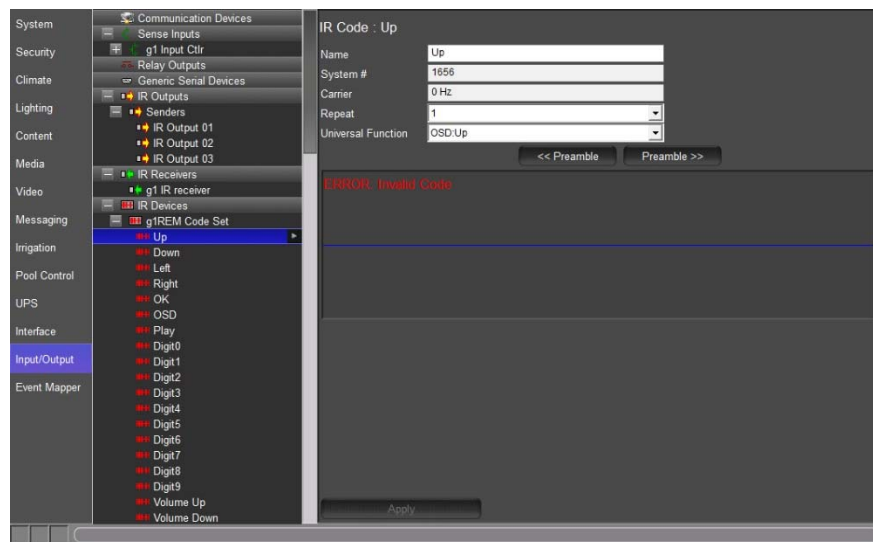 System
Security
Climate
Lighting
Content
Media
Video
Messaging
Irrigation
Pool Control
UPS
Interface
Input/Output
Event Mapper
Communication Devices
Sense Inputs
g1 Input Ctlr
Relay Outputs
Generic Serial Devices
IR Outputs
Senders
IR Output 01
IR Output 02
IR Output 03
IR Receivers
g1 IR receiver
IR Devices
g1REM Code Set
Up
Down
Left
Right
OK
OSD
Play
Digit0
Digit1
Digit2
Digit3
Digit4
Digit5
Digit6
Digit7
Digit8
Digit9
Volume Up
Volume Down
IR Code : Up
Name Up
System # 1656
Carrier 0 Hz
Repeat 1
Universal Function OSD:Up
<< Preamble Preamble >>
ERROR: Invalid Code
Apply